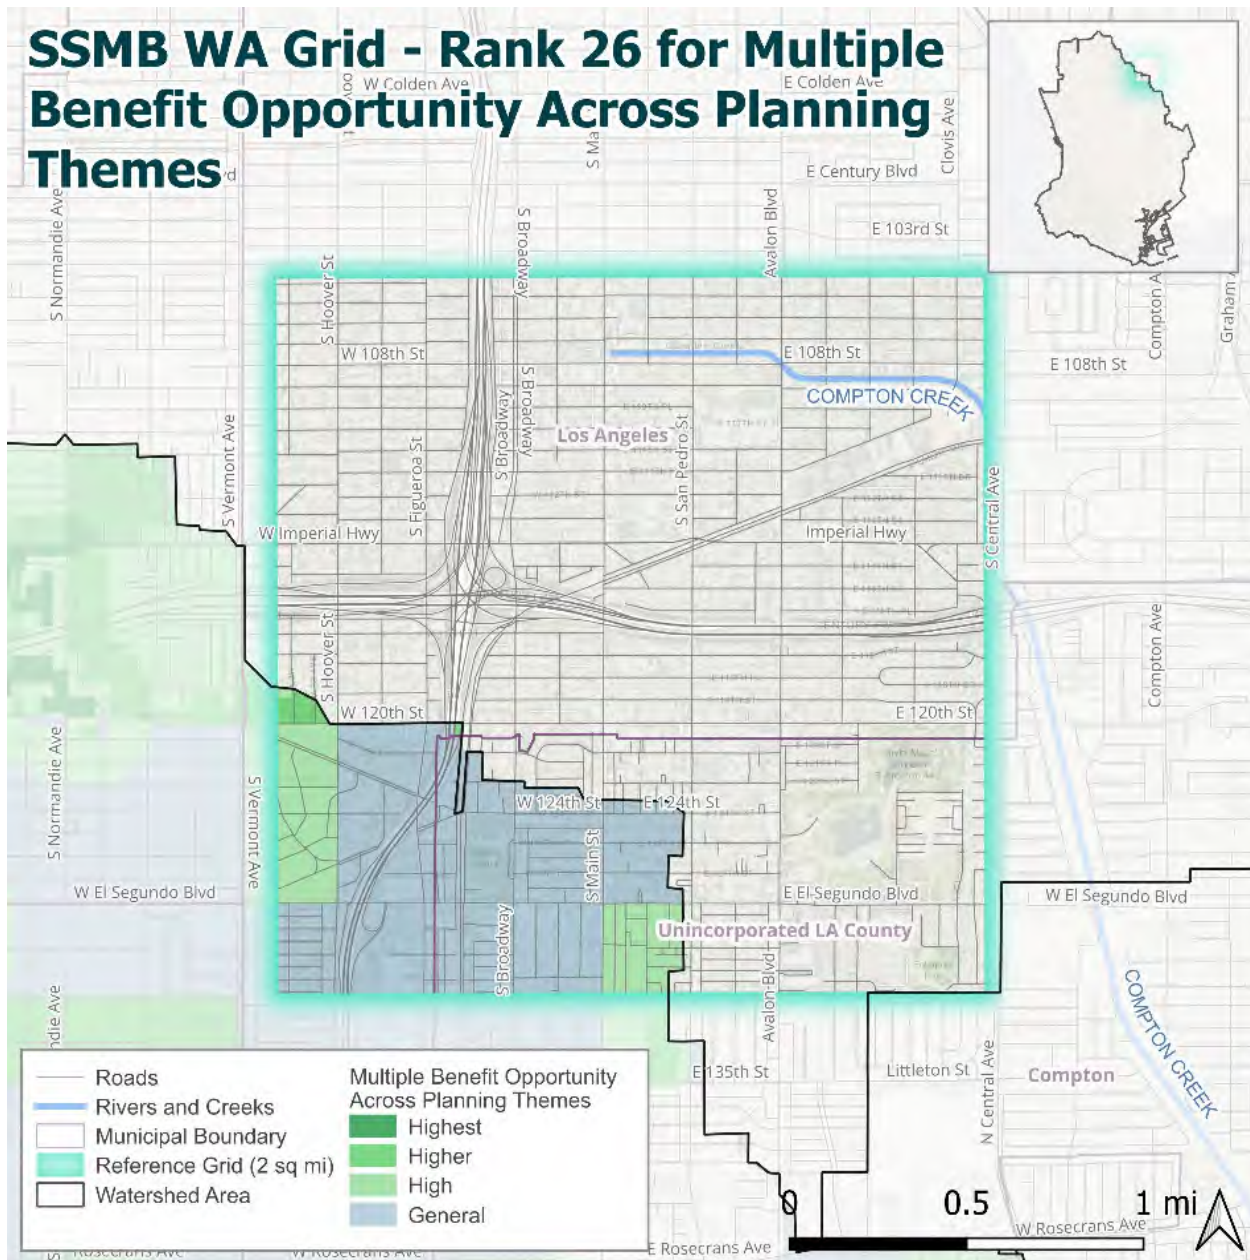 SSMB WA Grid - Rank 26 for Multiple
Benefit Opportunity Across Planning
Themes
W Colden Ave
E Colden Ave
S Ma
Clovis Ave
E Century Blvd
E 103rd St
S Normandie Ave
S Hoover St
S Broadway
Avalon Blvd
Compton A
Graham
W 108th St
E 108th St
E 108th St
COMPTON CREEK
S Vermont Ave
S Figueroa St
S Broadway
S Broadway
Los Angeles
S San Pedro St
S Central Ave
W Imperial Hwy
Imperial Hwy
S Hoover St
Compton Ave
W 120th St
E 120th St
S Normandie Ave
S Vermont Ave
W 124th St
E 124th St
S Main St
W El Segundo Blvd
E El Segundo Blvd
W El Segundo Blvd
S Broadway
Unincorporated LA County
Avalon Blvd
COMPTON CREEK
ndie Ave
E 135th St
Littleton St
N Central Ave
Compton
Roads
Rivers and Creeks
Municipal Boundary
Reference Grid (2 sq mi)
Watershed Area
Multiple Benefit Opportunity
Across Planning Themes
Highest
Higher
High
General
0 0.5 1 mi
W Rosecrans Ave
Rosecrans Ave
W Rosecrans Ave
E Rosecrans Ave